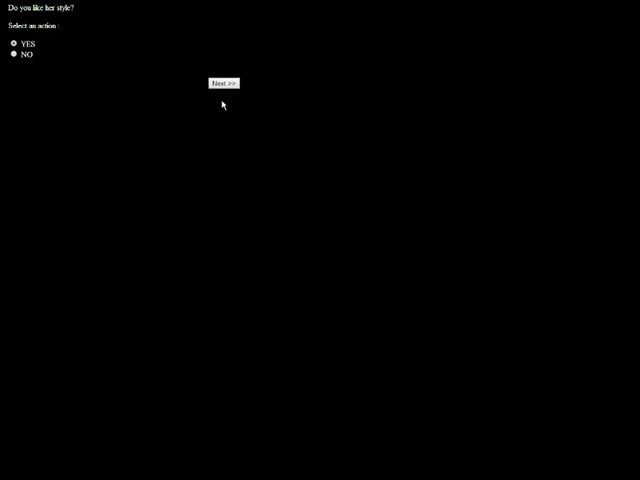 Do you like her style?
Select an action :
YES
NO
Next >>